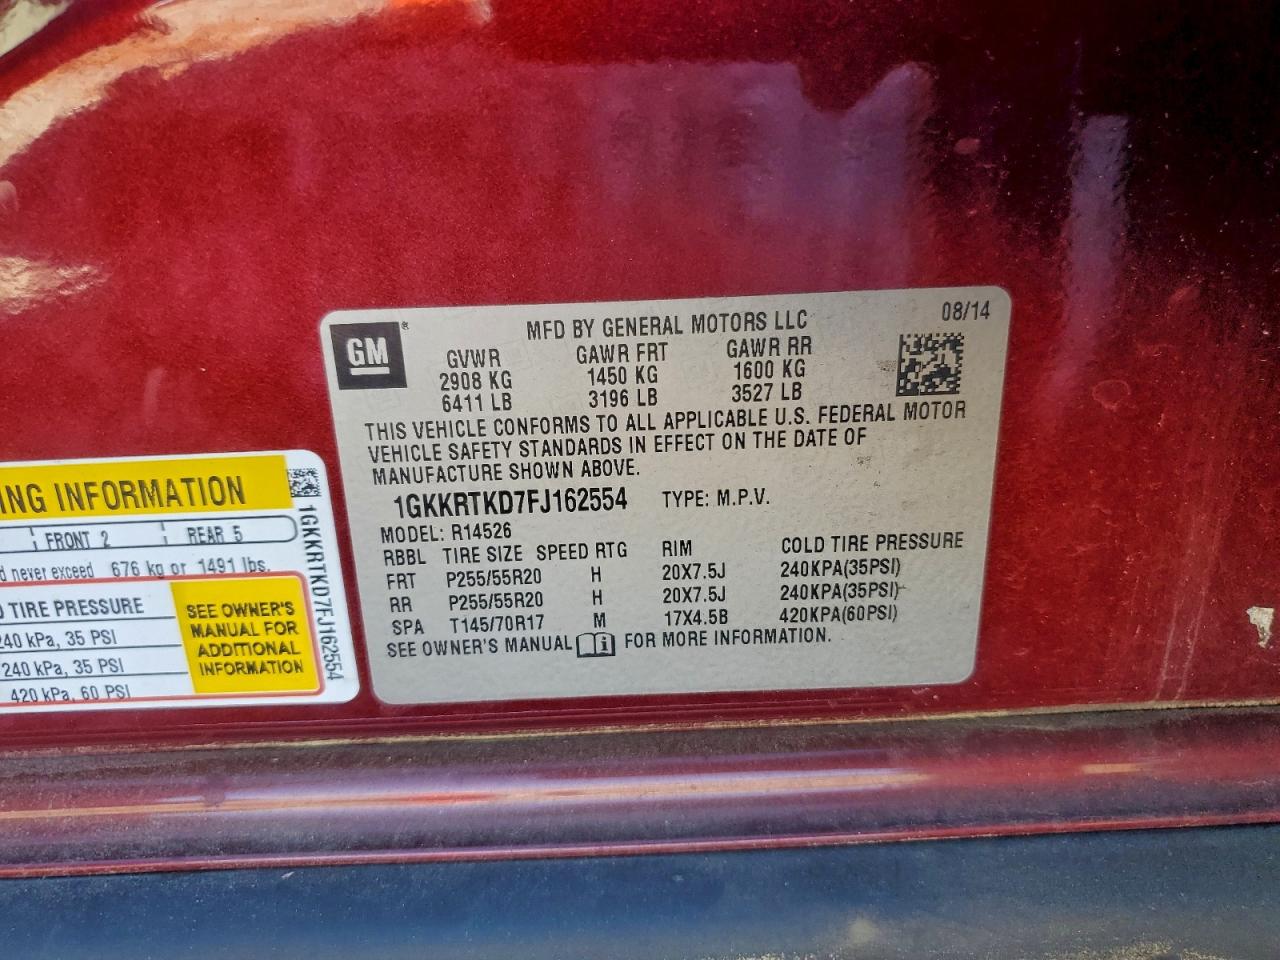 GM ®
MFD BY GENERAL MOTORS LLC 08/14
GVWR GAWR FRT GAWR RR
2908 KG 1450 KG 1600 KG
6411 LB 3196 LB 3527 LB
THIS VEHICLE CONFORMS TO ALL APPLICABLE U.S. FEDERAL MOTOR
VEHICLE SAFETY STANDARDS IN EFFECT ON THE DATE OF
MANUFACTURE SHOWN ABOVE.
1GKKRTKD7FJ162554 TYPE: M.P.V.
MODEL: R14526
RBBL TIRE SIZE SPEED RTG RIM COLD TIRE PRESSURE
FRT P255/55R20 H 20X7.5J 240KPA(35PSI)
RR P255/55R20 H 20X7.5J 240KPA(35PSI)
SPA T145/70R17 M 17X4.5B 420KPA(60PSI)
SEE OWNER'S MANUAL i FOR MORE INFORMATION.
ING INFORMATION
FRONT 2 REAR 5
d never exceed 676 kg or 1491 lbs.
TIRE PRESSURE
240 kPa, 35 PSI
240 kPa, 35 PSI
420 kPa, 60 PSI
SEE OWNER'S
MANUAL FOR
ADDITIONAL
INFORMATION
1GKKRTKD7FJ162554